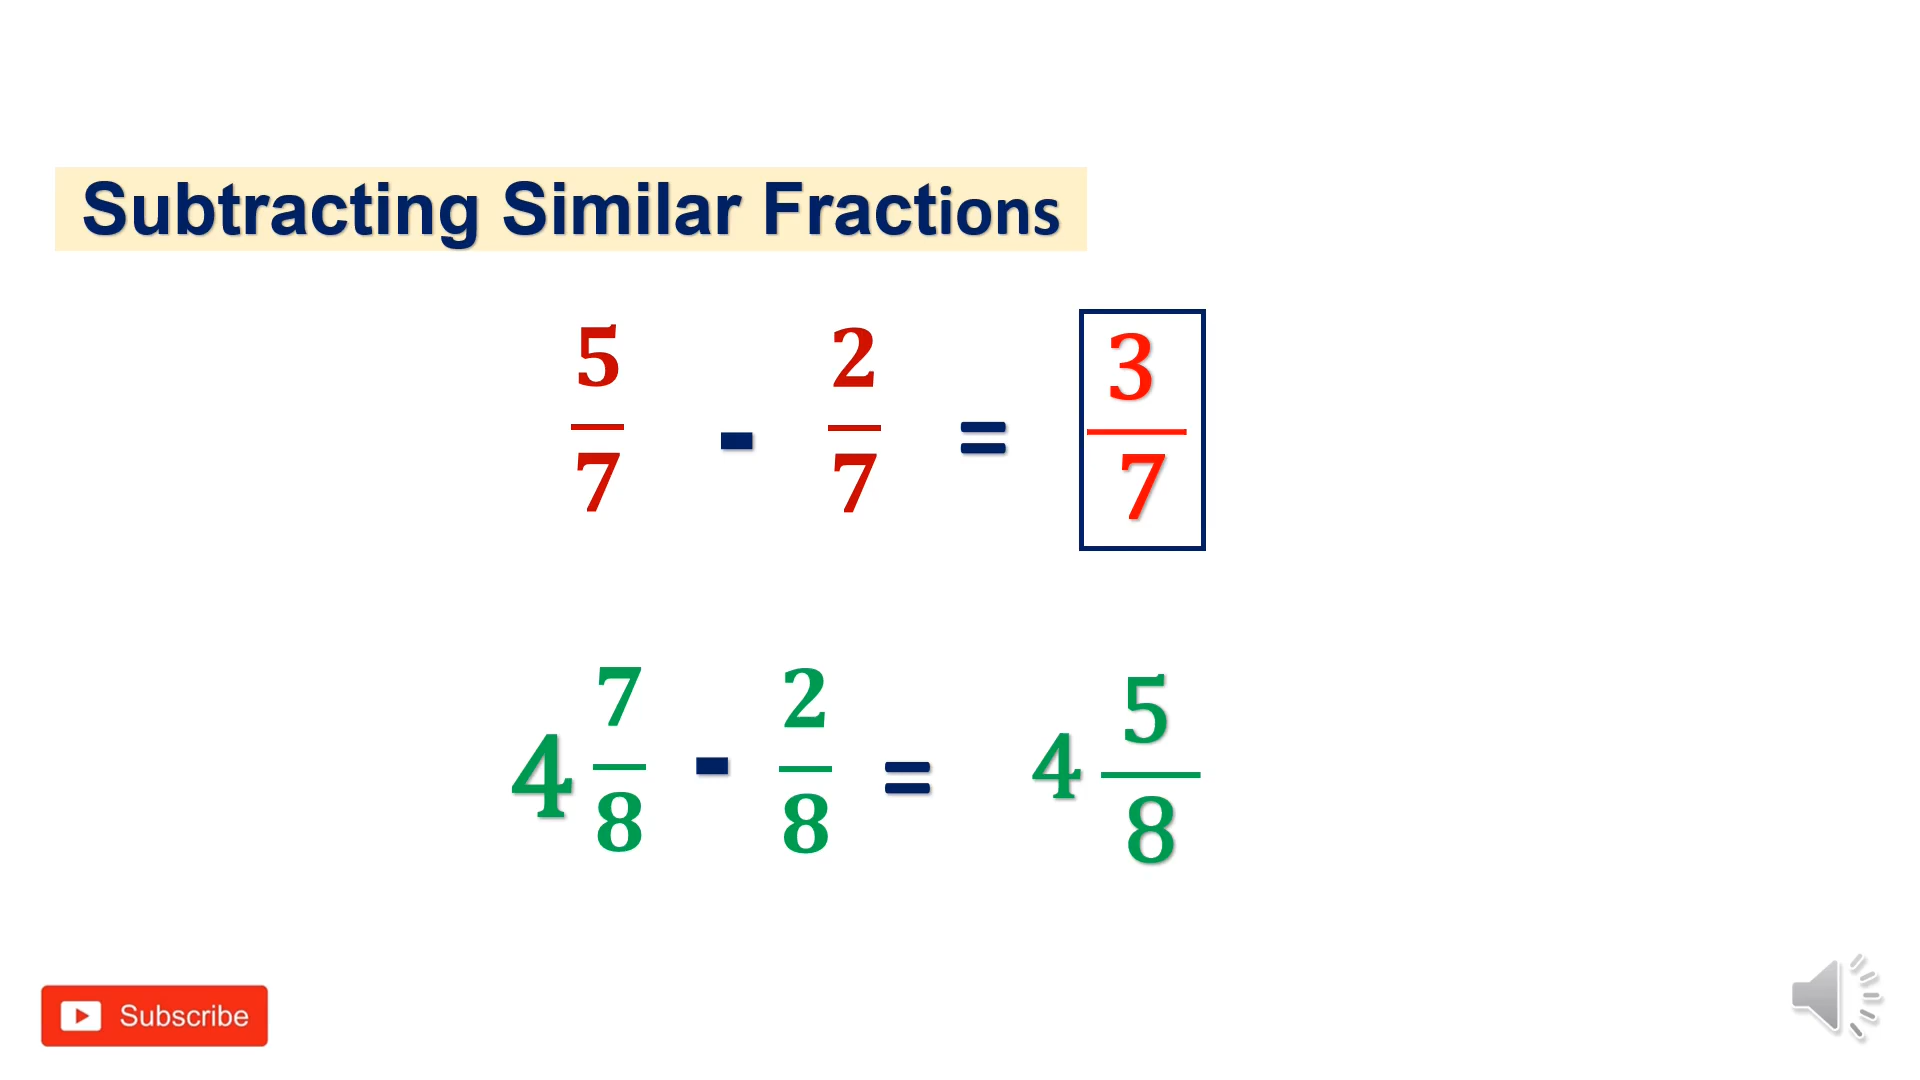 Subtracting Similar Fractions
5/7 - 2/7 = 3/7
4 7/8 - 2/8 = 4 5/8
Subscribe